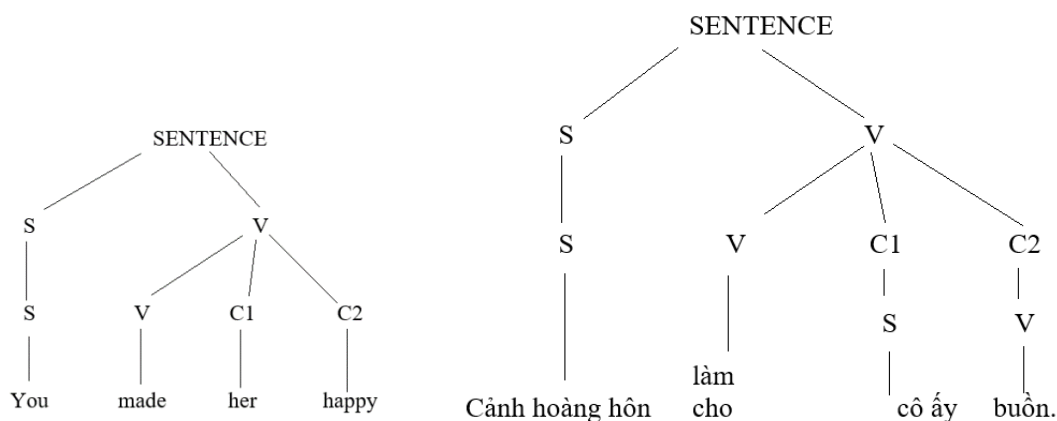 SENTENCE
S V
S V C1 C2
You made her happy
SENTENCE
S V
S V C1 C2
S V
làm
Cảnh hoàng hôn cho cô ấy buồn.